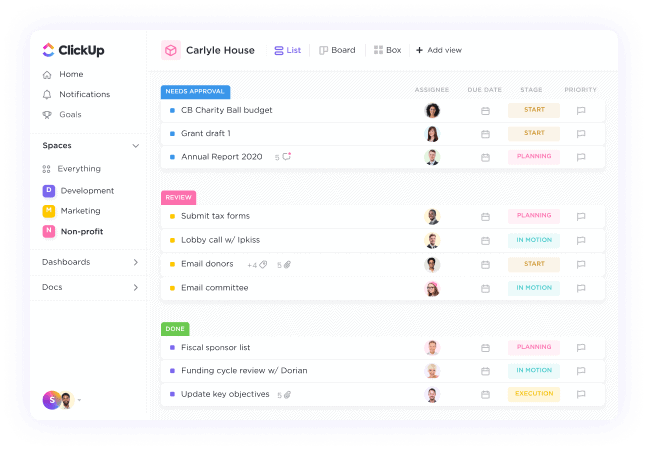 ClickUp
Home
Notifications
Goals
Spaces
Everything
D Development
M Marketing
N Non-profit
Dashboards
Docs
S
Carlyle House
List
Board
Box
+ Add view
NEEDS APPROVAL ASSIGNEE DUE DATE STAGE PRIORITY
CB Charity Ball budget START
Grant draft 1 START
Annual Report 2020 5 PLANNING
REVIEW
Submit tax forms PLANNING
Lobby call w/ Ipkiss IN MOTION
Email donors +4 5 START
Email committee IN MOTION
DONE
Fiscal sponsor list PLANNING
Funding cycle review w/ Dorian IN MOTION
Update key objectives 5 EXECUTION